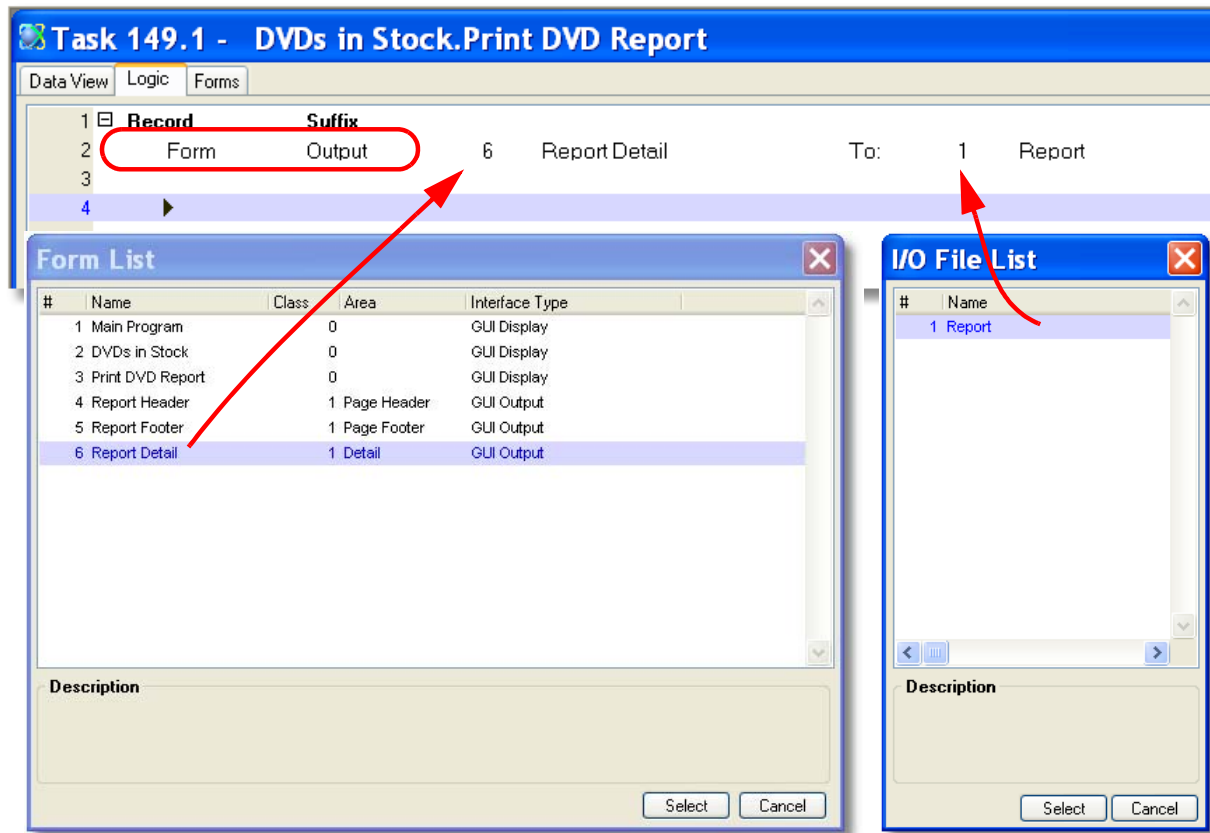 Task 149.1 - DVDs in Stock.Print DVD Report
Data View Logic Forms
1 Record Suffix
2 Form Output 6 Report Detail To: 1 Report
3
4
Form List
# Name Class Area Interface Type
1 Main Program 0 GUI Display
2 DVDs in Stock 0 GUI Display
3 Print DVD Report 0 GUI Display
4 Report Header 1 Page Header GUI Output
5 Report Footer 1 Page Footer GUI Output
6 Report Detail 1 Detail GUI Output
Description
Select Cancel
I/O File List
# Name
1 Report
Description
Select Cancel